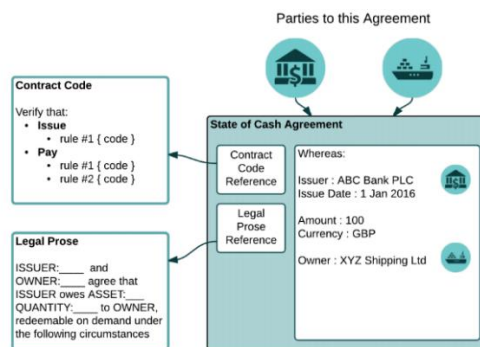 Parties to this Agreement
Contract Code
Verify that:
• Issue
• rule #1 { code }
• Pay
• rule #1 { code }
• rule #2 { code }
Legal Prose
ISSUER:____ and
OWNER:____ agree that
ISSUER owes ASSET:___
QUANTITY:____ to OWNER,
redeemable on demand under
the following circumstances
State of Cash Agreement
Contract
Code
Reference
Legal
Prose
Reference
Whereas:
Issuer : ABC Bank PLC
Issue Date : 1 Jan 2016
Amount : 100
Currency : GBP
Owner : XYZ Shipping Ltd